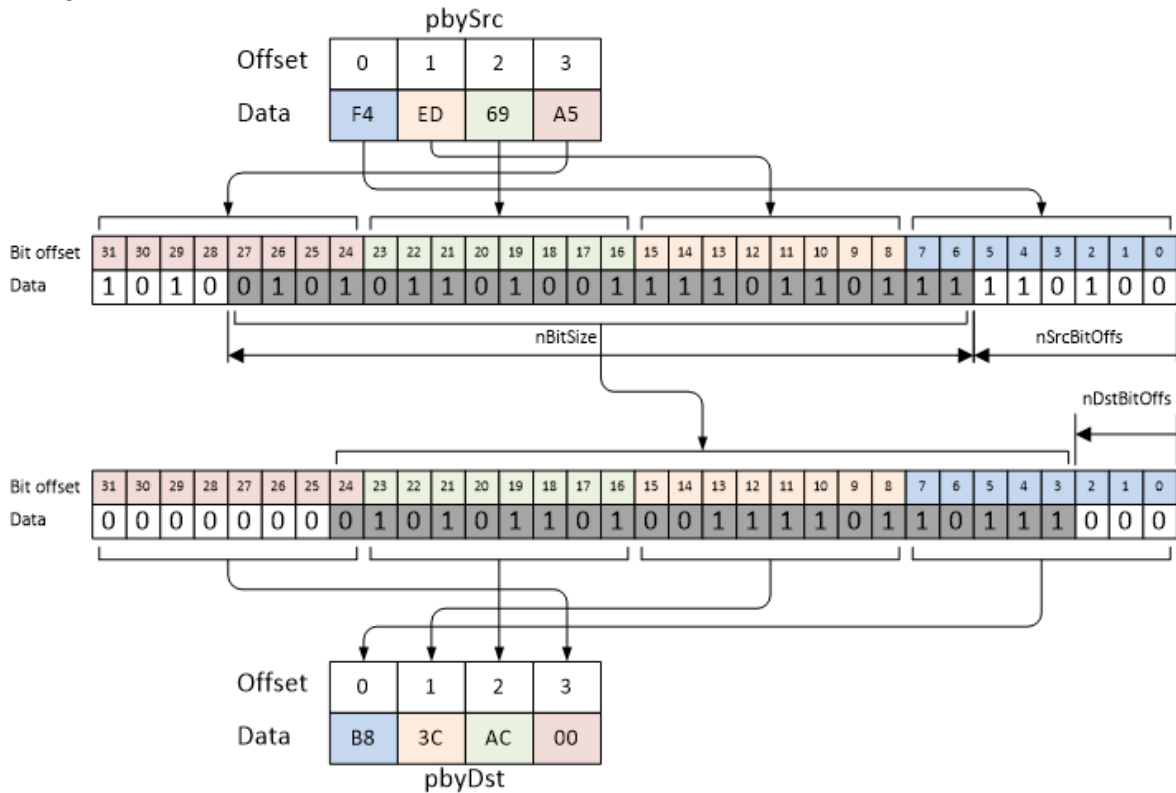 pbySrc
Offset 0 1 2 3
Data F4 ED 69 A5
Bit offset 31 30 29 28 27 26 25 24 23 22 21 20 19 18 17 16 15 14 13 12 11 10 9 8 7 6 5 4 3 2 1 0
Data 1 0 1 0 0 1 0 1 0 1 1 0 1 0 0 1 1 1 1 0 1 1 0 1 1 1 1 1 0 1 0 0
nBitSize nSrcBitOffs
nDstBitOffs
Bit offset 31 30 29 28 27 26 25 24 23 22 21 20 19 18 17 16 15 14 13 12 11 10 9 8 7 6 5 4 3 2 1 0
Data 0 0 0 0 0 0 0 0 1 0 1 0 1 1 0 1 0 0 1 1 1 1 0 1 1 0 1 1 1 0 0 0
Offset 0 1 2 3
Data B8 3C AC 00
pbyDst